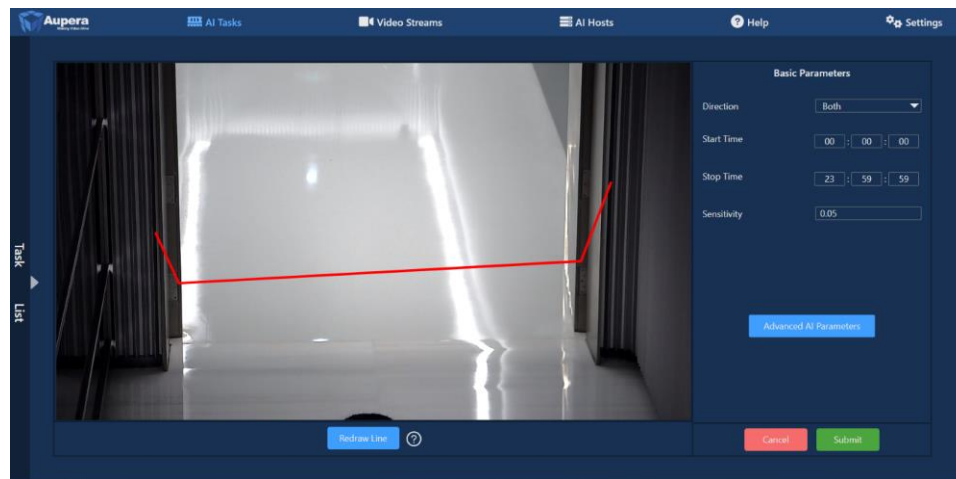 Aupera
AI Tasks
Video Streams
AI Hosts
? Help
Settings
Task List
Basic Parameters
Direction
Both
Start Time
00 : 00 : 00
Stop Time
23 : 59 : 59
Sensitivity
0.05
Advanced AI Parameters
Redraw Line ?
Cancel
Submit